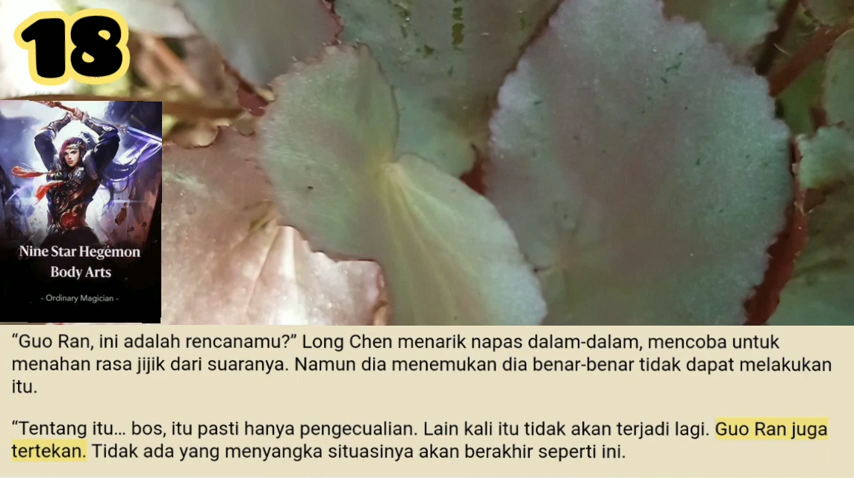 18
Nine Star Hegemon
Body Arts
- Ordinary Magician -
“Guo Ran, ini adalah rencanamu?” Long Chen menarik napas dalam-dalam, mencoba untuk
menahan rasa jijik dari suaranya. Namun dia menemukan dia benar-benar tidak dapat melakukan
itu.
“Tentang itu… bos, itu pasti hanya pengecualian. Lain kali itu tidak akan terjadi lagi. Guo Ran juga
tertekan. Tidak ada yang menyangka situasinya akan berakhir seperti ini.